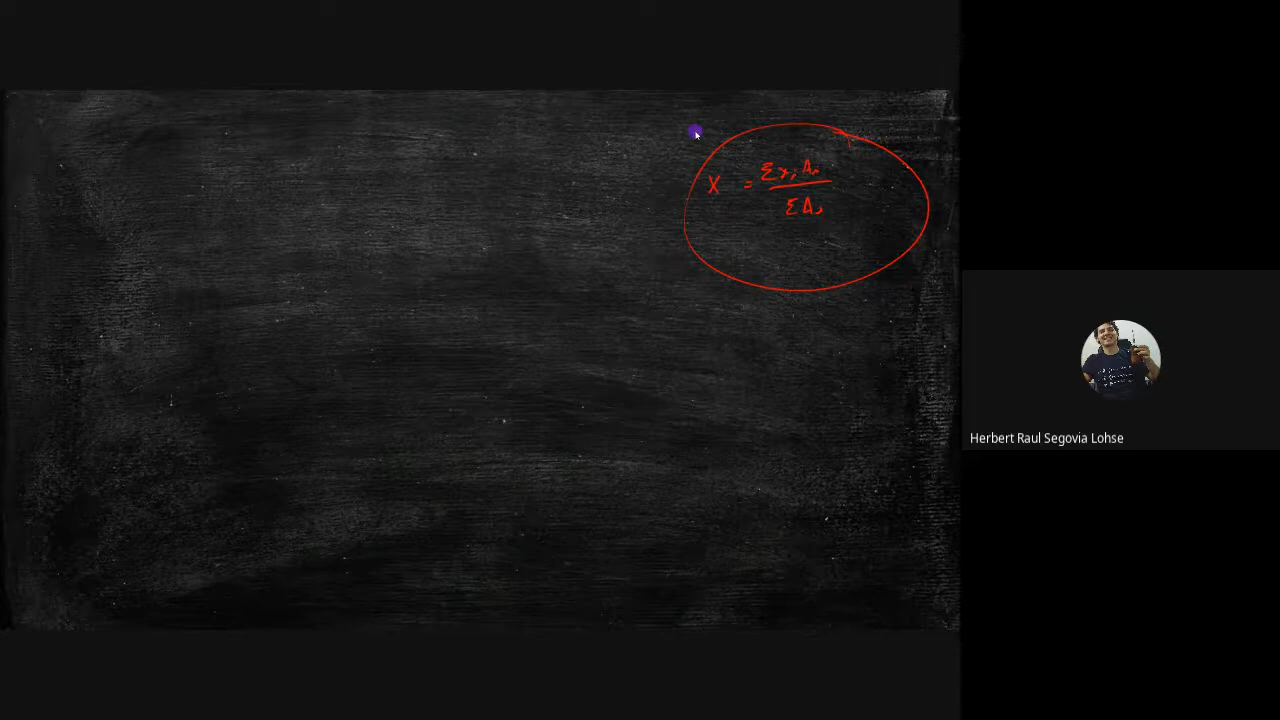 X = Σxᵢ Aᵢ / ΣAᵢ
Herbert Raul Segovia Lohse